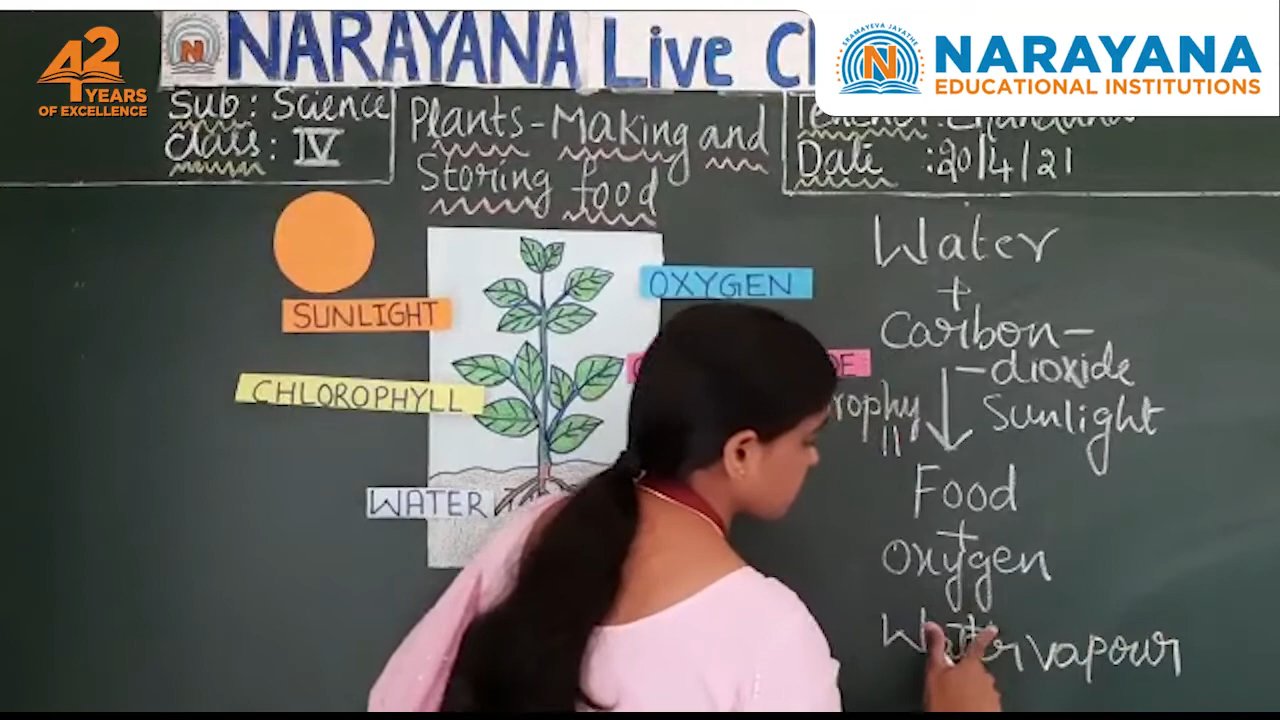 42
YEARS
OF EXCELLENCE
NARAYANA Live
SRAMAYEVA JAYATHE
N
NARAYANA
EDUCATIONAL INSTITUTIONS
Sub: Science
class: IV
Plants-Making and
Storing food
Date :20/4/21
SUNLIGHT
CHLOROPHYLL
WATER
OXYGEN
Water
+
Carbon-
dioxide
Sunlight
Food
+
Oxygen
+
Water vapour